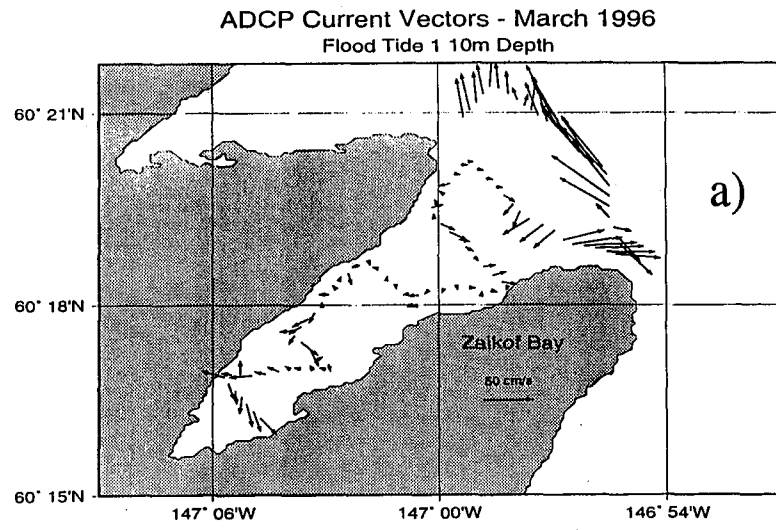 ADCP Current Vectors - March 1996
Flood Tide 1 10m Depth
60° 21'N
a)
60° 18'N
Zaikof Bay
50 cm/s
60° 15'N
147° 06'W 147° 00'W 146° 54'W